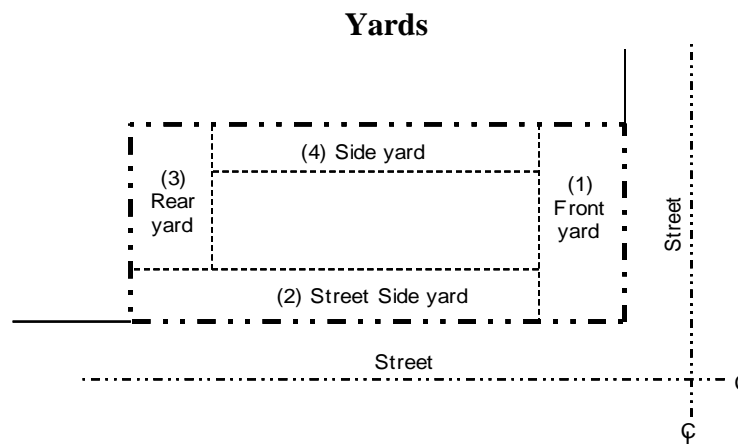 Yards
(4) Side yard
(3)
Rear
yard
(1)
Front
yard
Street
(2) Street Side yard
Street
℄